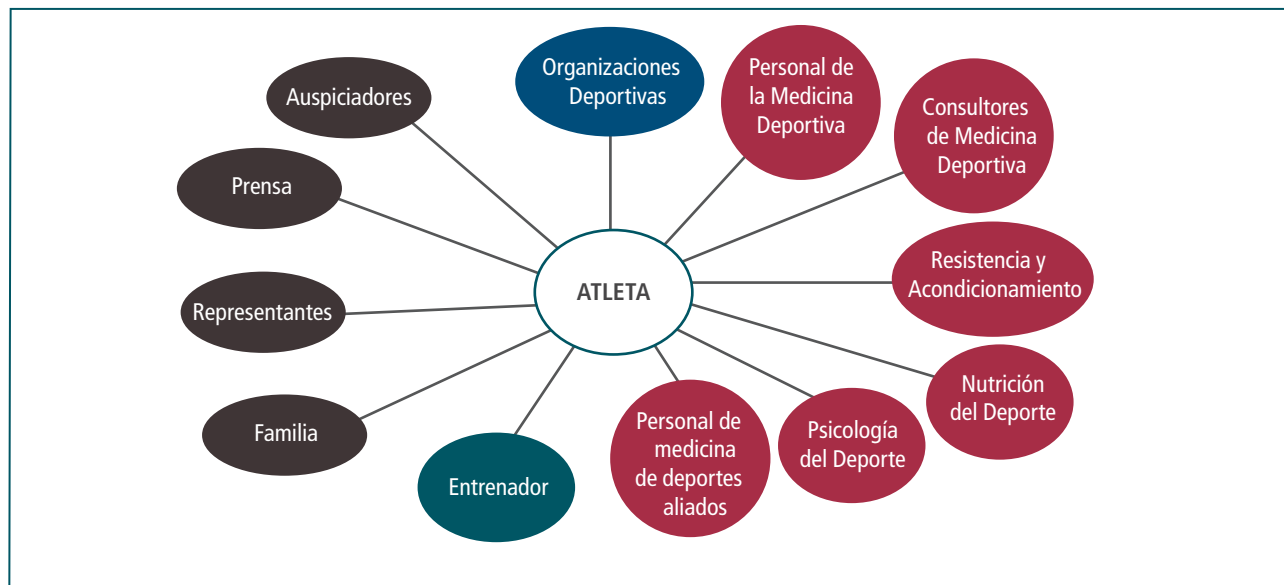 Organizaciones
Deportivas
Personal de
la Medicina
Deportiva
Auspiciadores
Consultores
de Medicina
Deportiva
Prensa
Resistencia y
Acondicionamiento
ATLETA
Representantes
Nutrición
del Deporte
Familia
Personal de
medicina
de deportes
aliados
Psicología
del Deporte
Entrenador